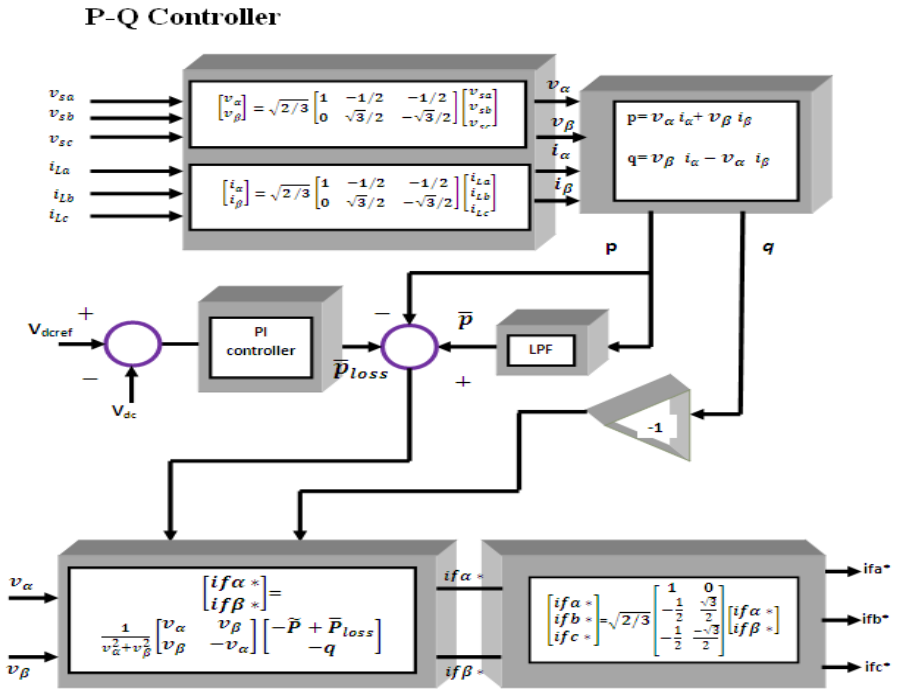 P-Q Controller
v_sa
v_sb
v_sc
i_La
i_Lb
i_Lc
[v_α v_β] = √2/3 [1 −1/2 −1/2; 0 √3/2 −√3/2] [v_sa v_sb v_sc]
[i_α i_β] = √2/3 [1 −1/2 −1/2; 0 √3/2 −√3/2] [i_La i_Lb i_Lc]
v_α
v_β
i_α
i_β
p= v_α i_α + v_β i_β
q= v_β i_α − v_α i_β
p
q
+
V_dcref
−
V_dc
PI
controller
p̅_loss
−
p̅
+
LPF
-1
v_α
v_β
[ifα * ifβ *]=
1/(v_α^2+v_β^2) [v_α v_β; v_β −v_α] [−P̃ + P̅_loss; −q]
ifα *
ifβ *
[ifa * ifb * ifc *]=√2/3 [1 0; −1/2 √3/2; −1/2 −√3/2] [ifα * ifβ *]
ifa*
ifb*
ifc*